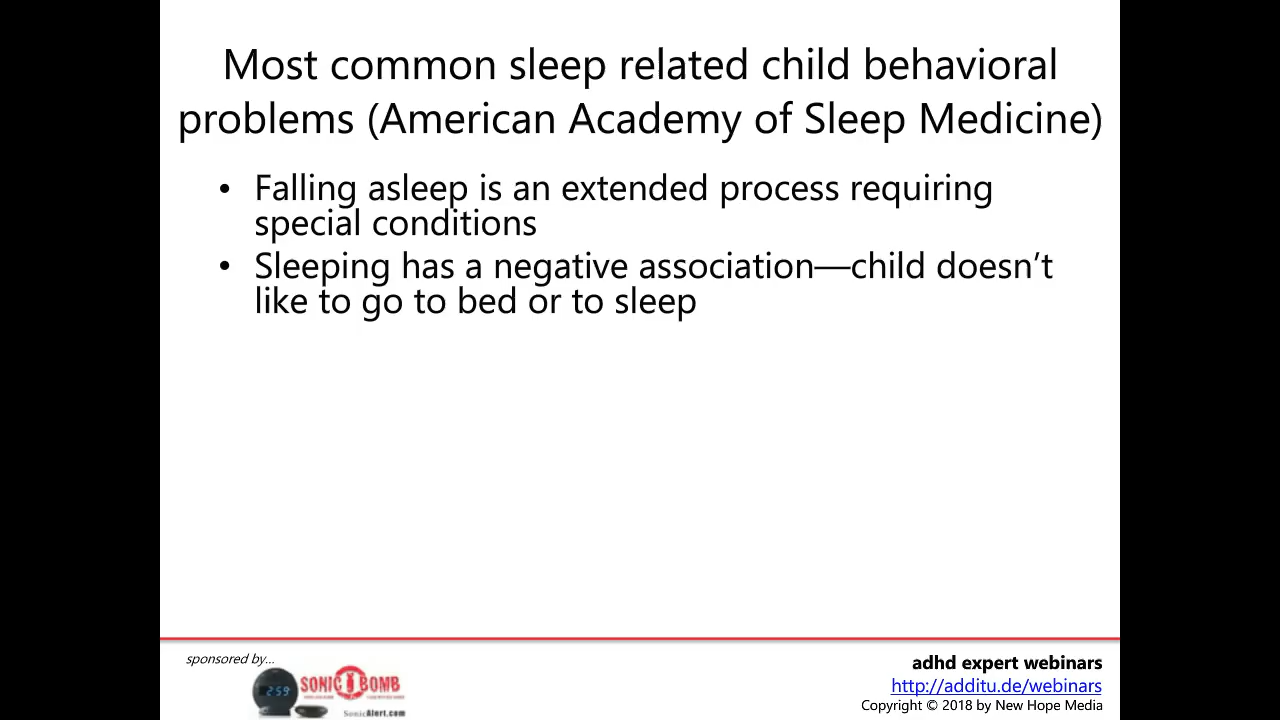 Most common sleep related child behavioral
problems (American Academy of Sleep Medicine)
• Falling asleep is an extended process requiring
special conditions
• Sleeping has a negative association—child doesn’t
like to go to bed or to sleep
sponsored by...
2:59
SONIC BOMB
SonicAlert.com
adhd expert webinars
http://additu.de/webinars
Copyright © 2018 by New Hope Media